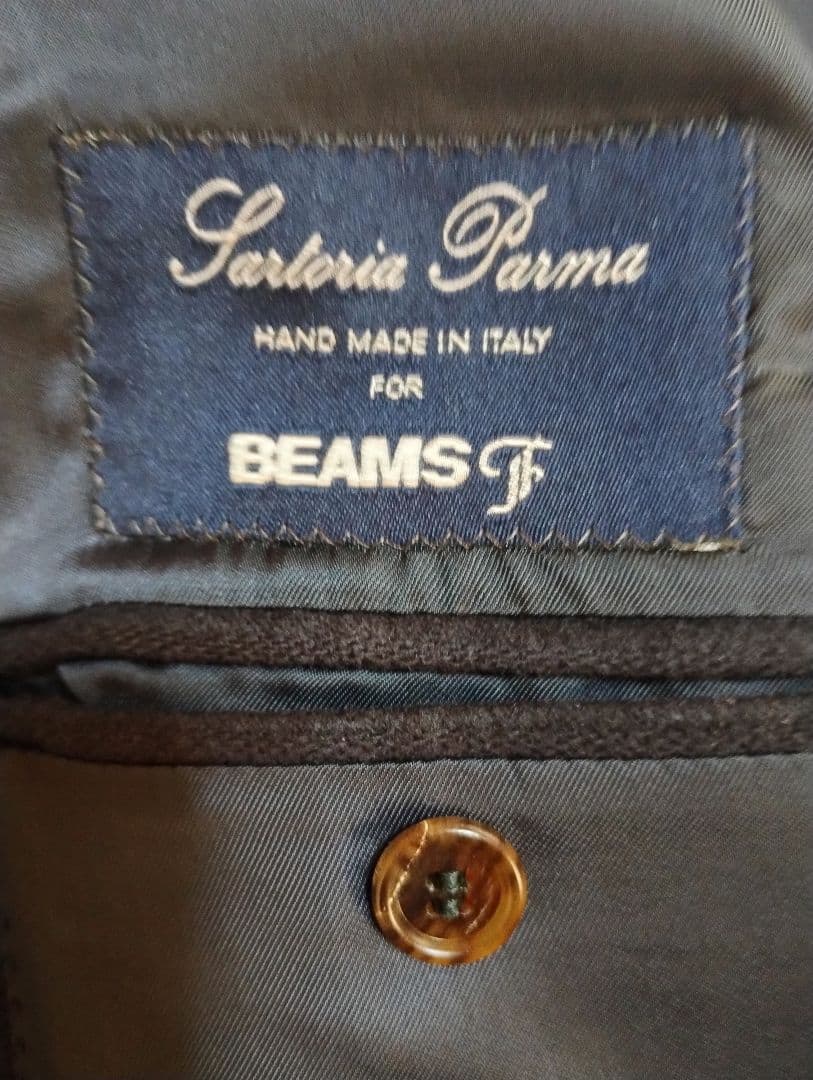 Sartoria Parma
HAND MADE IN ITALY
FOR
BEAMS F